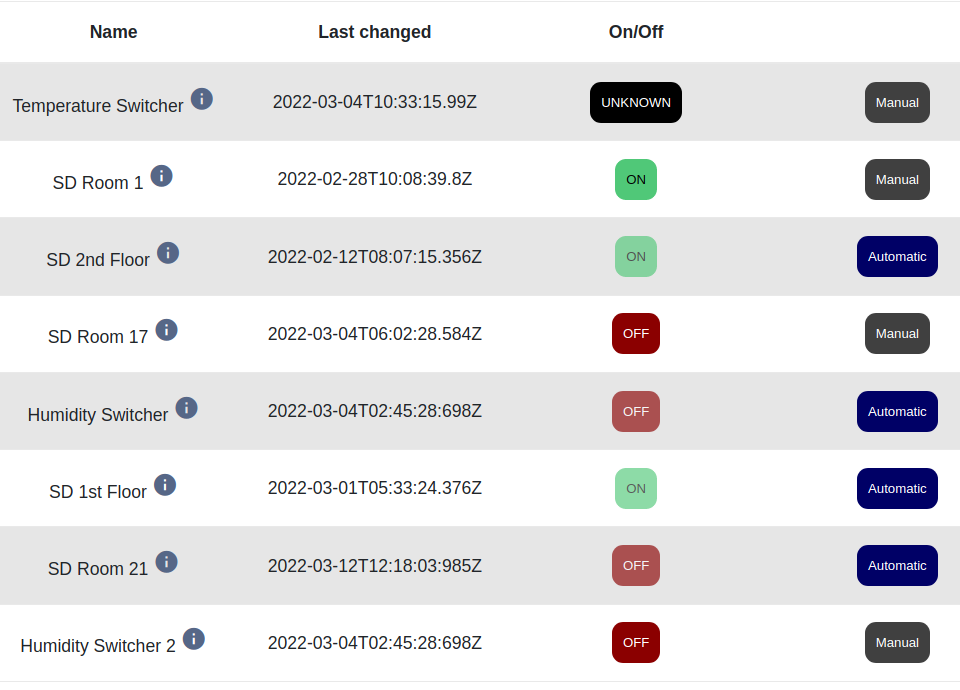 Name Last changed On/Off
Temperature Switcher 2022-03-04T10:33:15.99Z UNKNOWN Manual
SD Room 1 2022-02-28T10:08:39.8Z ON Manual
SD 2nd Floor 2022-02-12T08:07:15.356Z ON Automatic
SD Room 17 2022-03-04T06:02:28.584Z OFF Manual
Humidity Switcher 2022-03-04T02:45:28:698Z OFF Automatic
SD 1st Floor 2022-03-01T05:33:24.376Z ON Automatic
SD Room 21 2022-03-12T12:18:03:985Z OFF Automatic
Humidity Switcher 2 2022-03-04T02:45:28:698Z OFF Manual